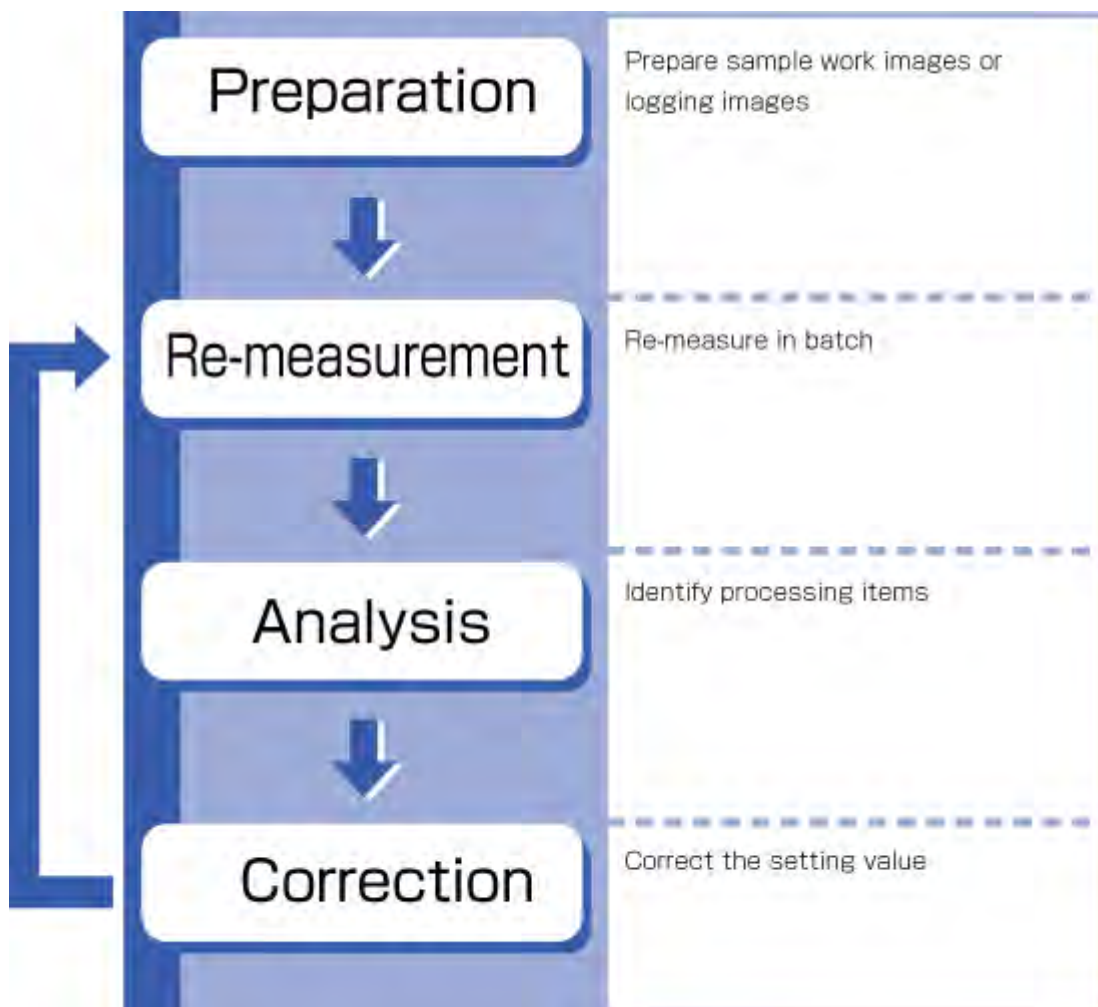 Preparation
Prepare sample work images or
logging images
Re-measurement
Re-measure in batch
Analysis
Identify processing items
Correction
Correct the setting value